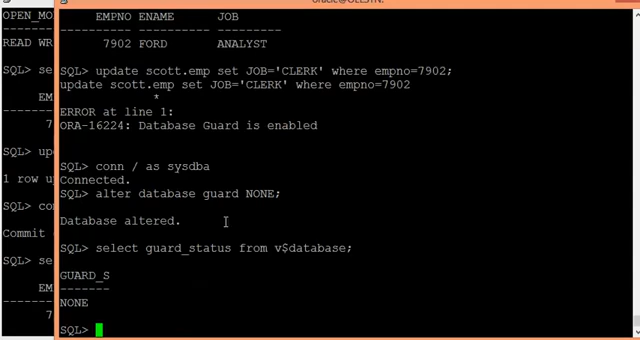 oracle@OLLSTN:
OPEN_MO
READ WR
SQL> se
EM
7
SQL> up
1 row up
SQL> co
Commit
SQL> se
EM
7
EMPNO ENAME      JOB
---------- ---------- ---------
7902 FORD       ANALYST
SQL> update scott.emp set JOB='CLERK' where empno=7902;
update scott.emp set JOB='CLERK' where empno=7902
*
ERROR at line 1:
ORA-16224: Database Guard is enabled
SQL> conn / as sysdba
Connected.
SQL> alter database guard NONE;
Database altered.
SQL> select guard_status from v$database;
GUARD_S
-------
NONE
SQL>